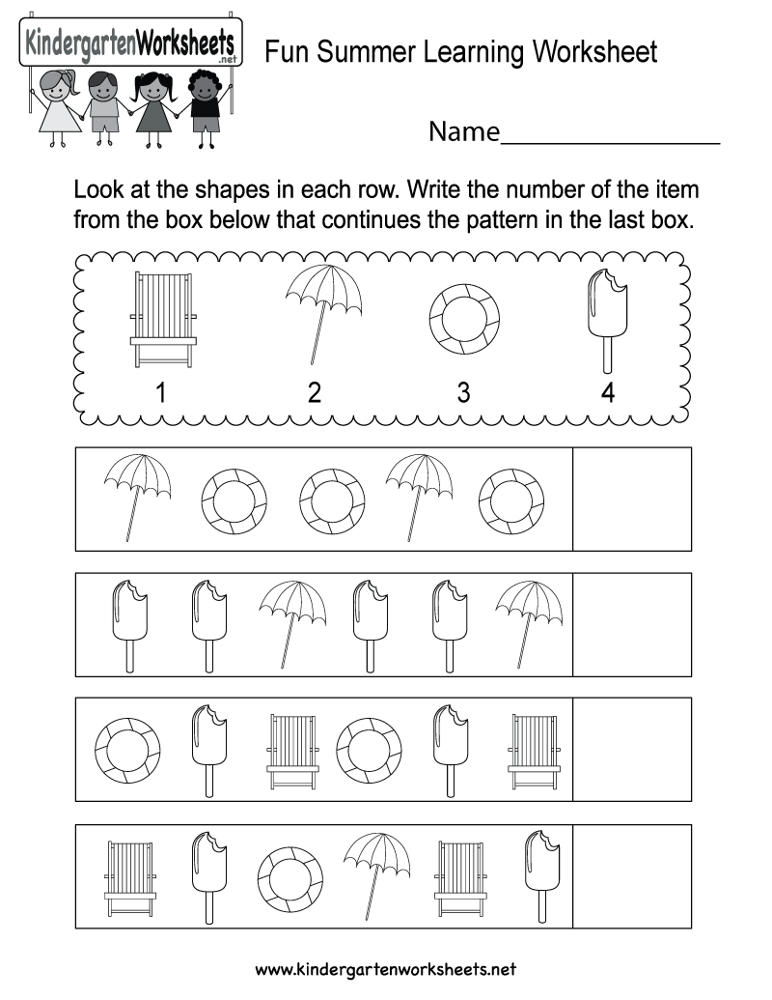 KindergartenWorksheets
.net
Fun Summer Learning Worksheet
Name_______________
Look at the shapes in each row. Write the number of the item
from the box below that continues the pattern in the last box.
1 2 3 4
www.kindergartenworksheets.net